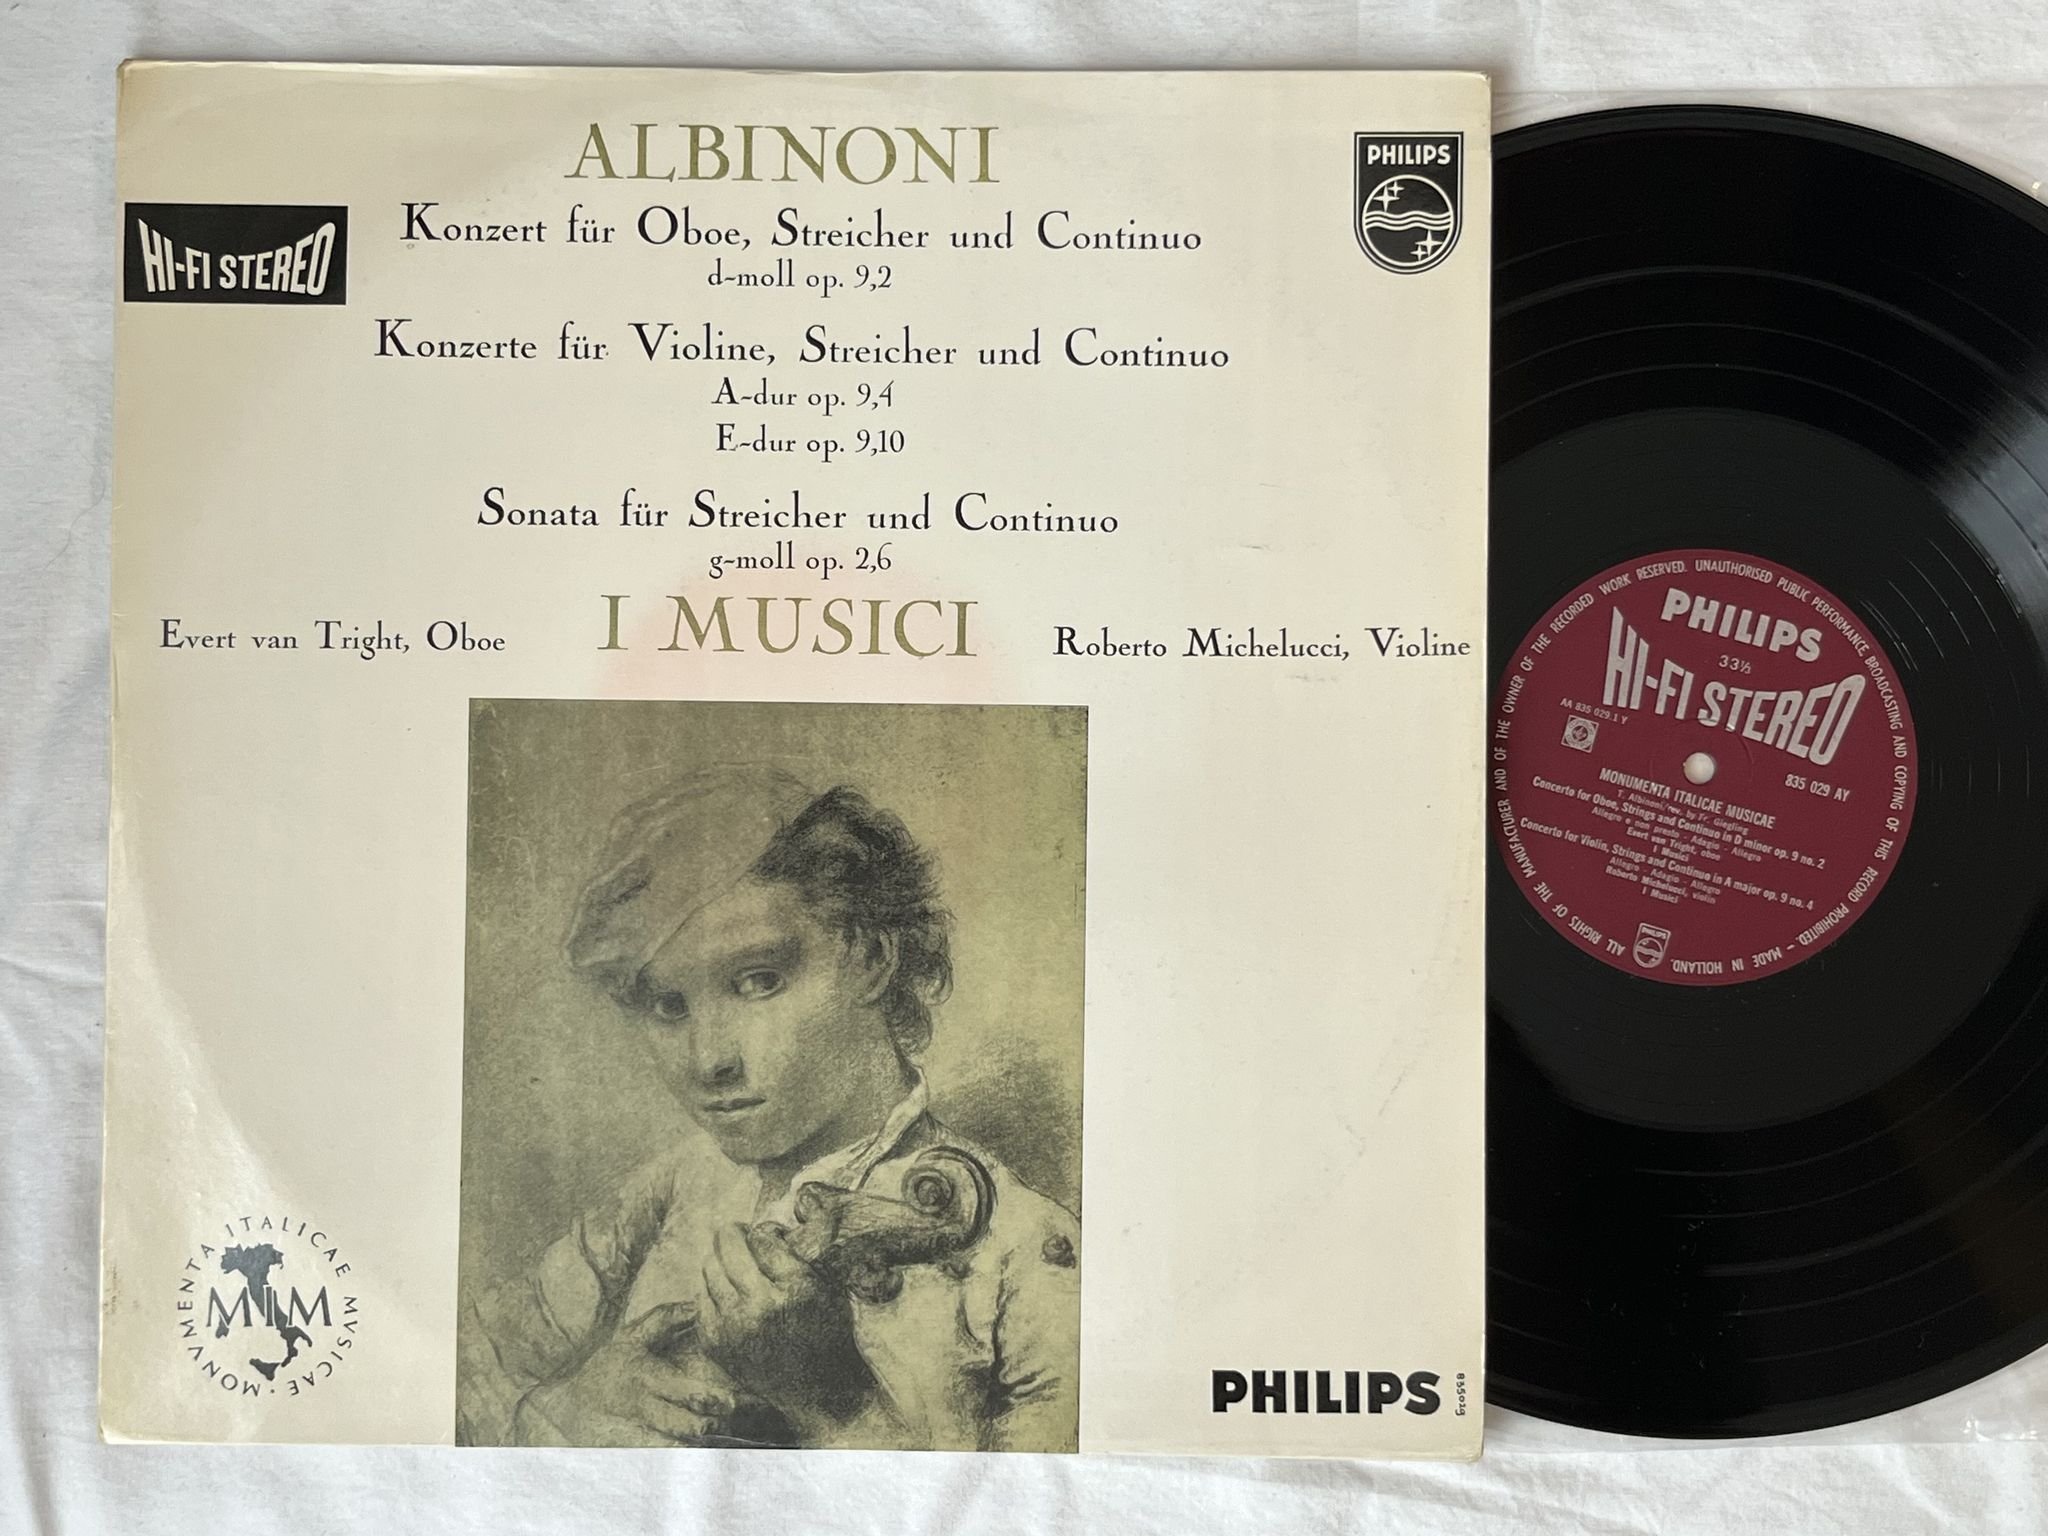 ALBINONI
Konzert für Oboe, Streicher und Continuo
d-moll op. 9,2
Konzerte für Violine, Streicher und Continuo
A-dur op. 9,4
E-dur op. 9,10
Sonata für Streicher und Continuo
g-moll op. 2,6
Evert van Tright, Oboe
I MUSICI
Roberto Michelucci, Violine
HI-FI STEREO
PHILIPS
MONVMENTA ITALICAE MVSICAE
MIM
PHILIPS
835029
ALL RIGHTS OF THE MANUFACTURER AND OF THE OWNER OF THE RECORDED WORK RESERVED. UNAUTHORISED PUBLIC PERFORMANCE, BROADCASTING AND COPYING OF THIS RECORD PROHIBITED. - MADE IN HOLLAND.
PHILIPS
33⅓
HI-FI STEREO
AA 835 029.1 Y
835 029 AY
MONUMENTA ITALICAE MUSICAE
T. Albinoni/rev. by Fr. Giegling
Concerto for Oboe, Strings and Continuo in D minor op. 9 no. 2
Allegro e non presto - Adagio - Allegro
Evert van Tright, oboe
I Musici
Concerto for Violin, Strings and Continuo in A major op. 9 no. 4
Allegro - Adagio - Allegro
Roberto Michelucci, violin
I Musici
PHILIPS